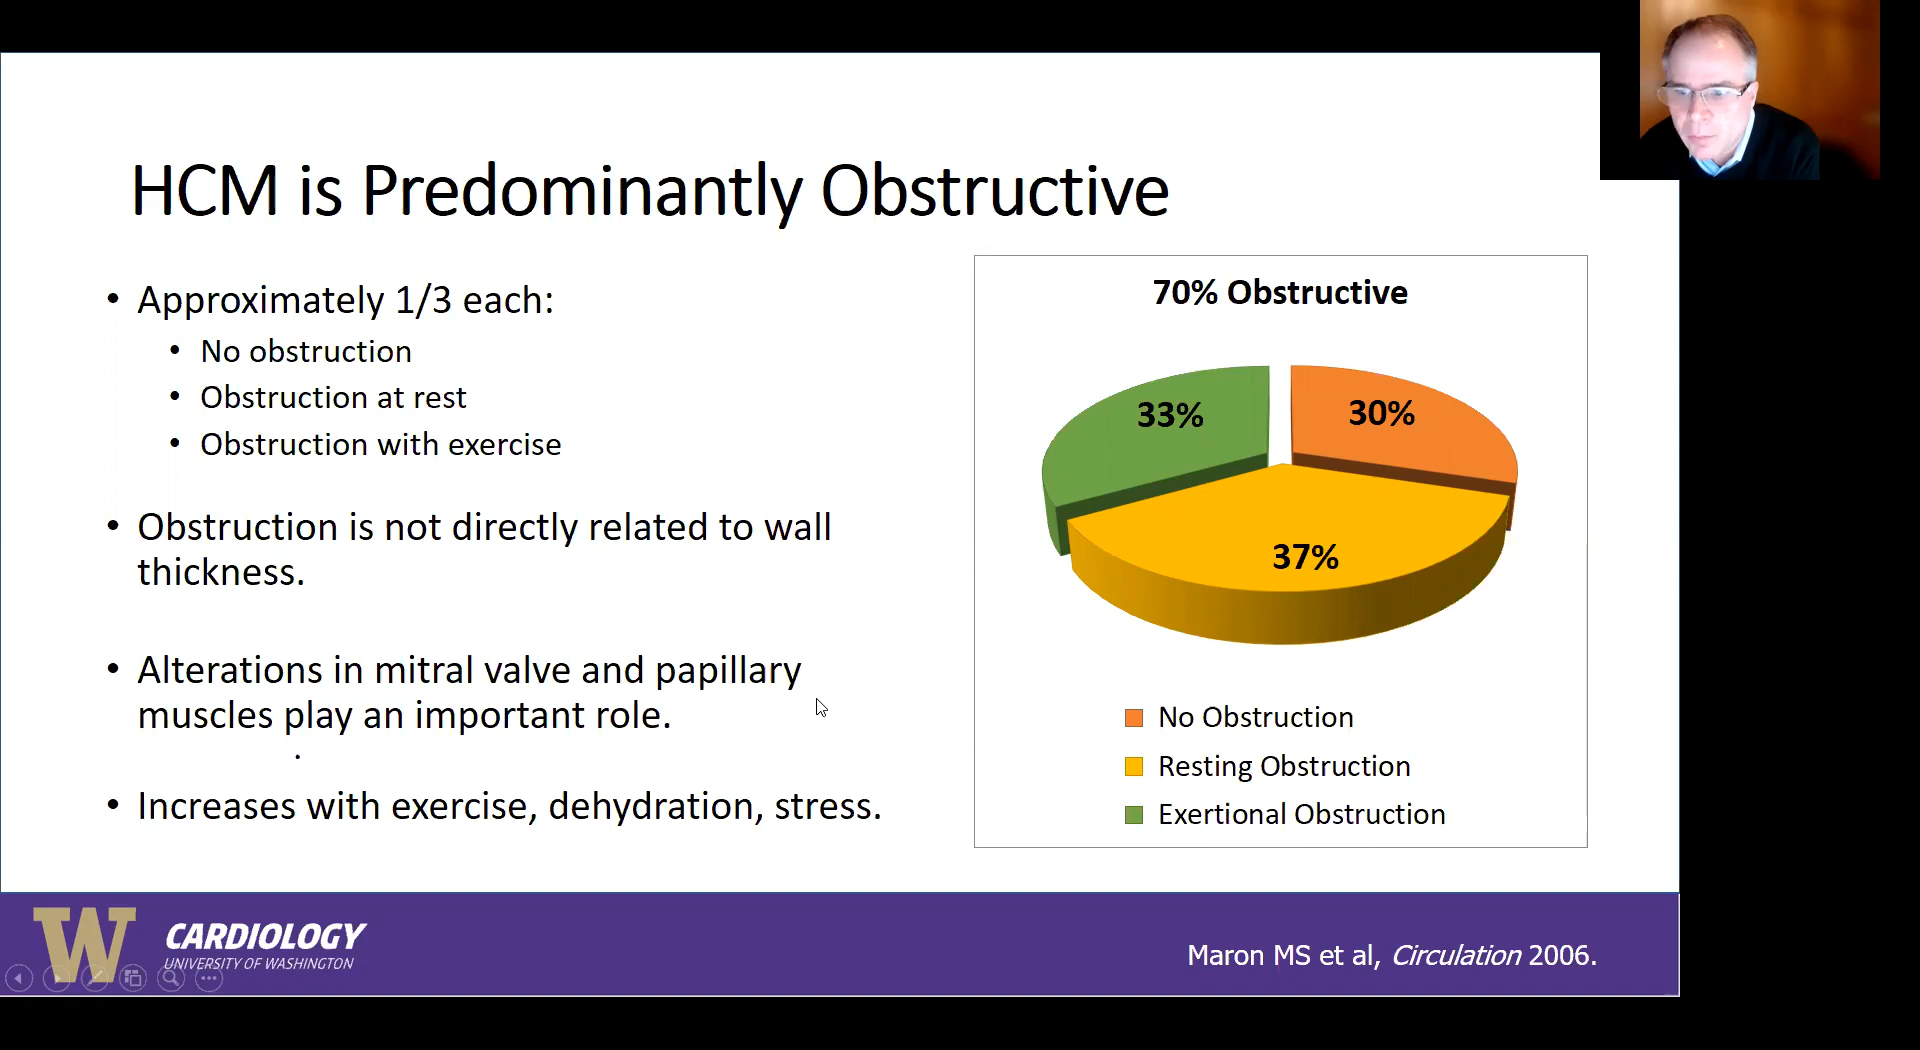 HCM is Predominantly Obstructive
• Approximately 1/3 each:
• No obstruction
• Obstruction at rest
• Obstruction with exercise
• Obstruction is not directly related to wall
thickness.
• Alterations in mitral valve and papillary
muscles play an important role.
• Increases with exercise, dehydration, stress.
70% Obstructive
33%
30%
37%
No Obstruction
Resting Obstruction
Exertional Obstruction
W
CARDIOLOGY
UNIVERSITY OF WASHINGTON
Maron MS et al, Circulation 2006.